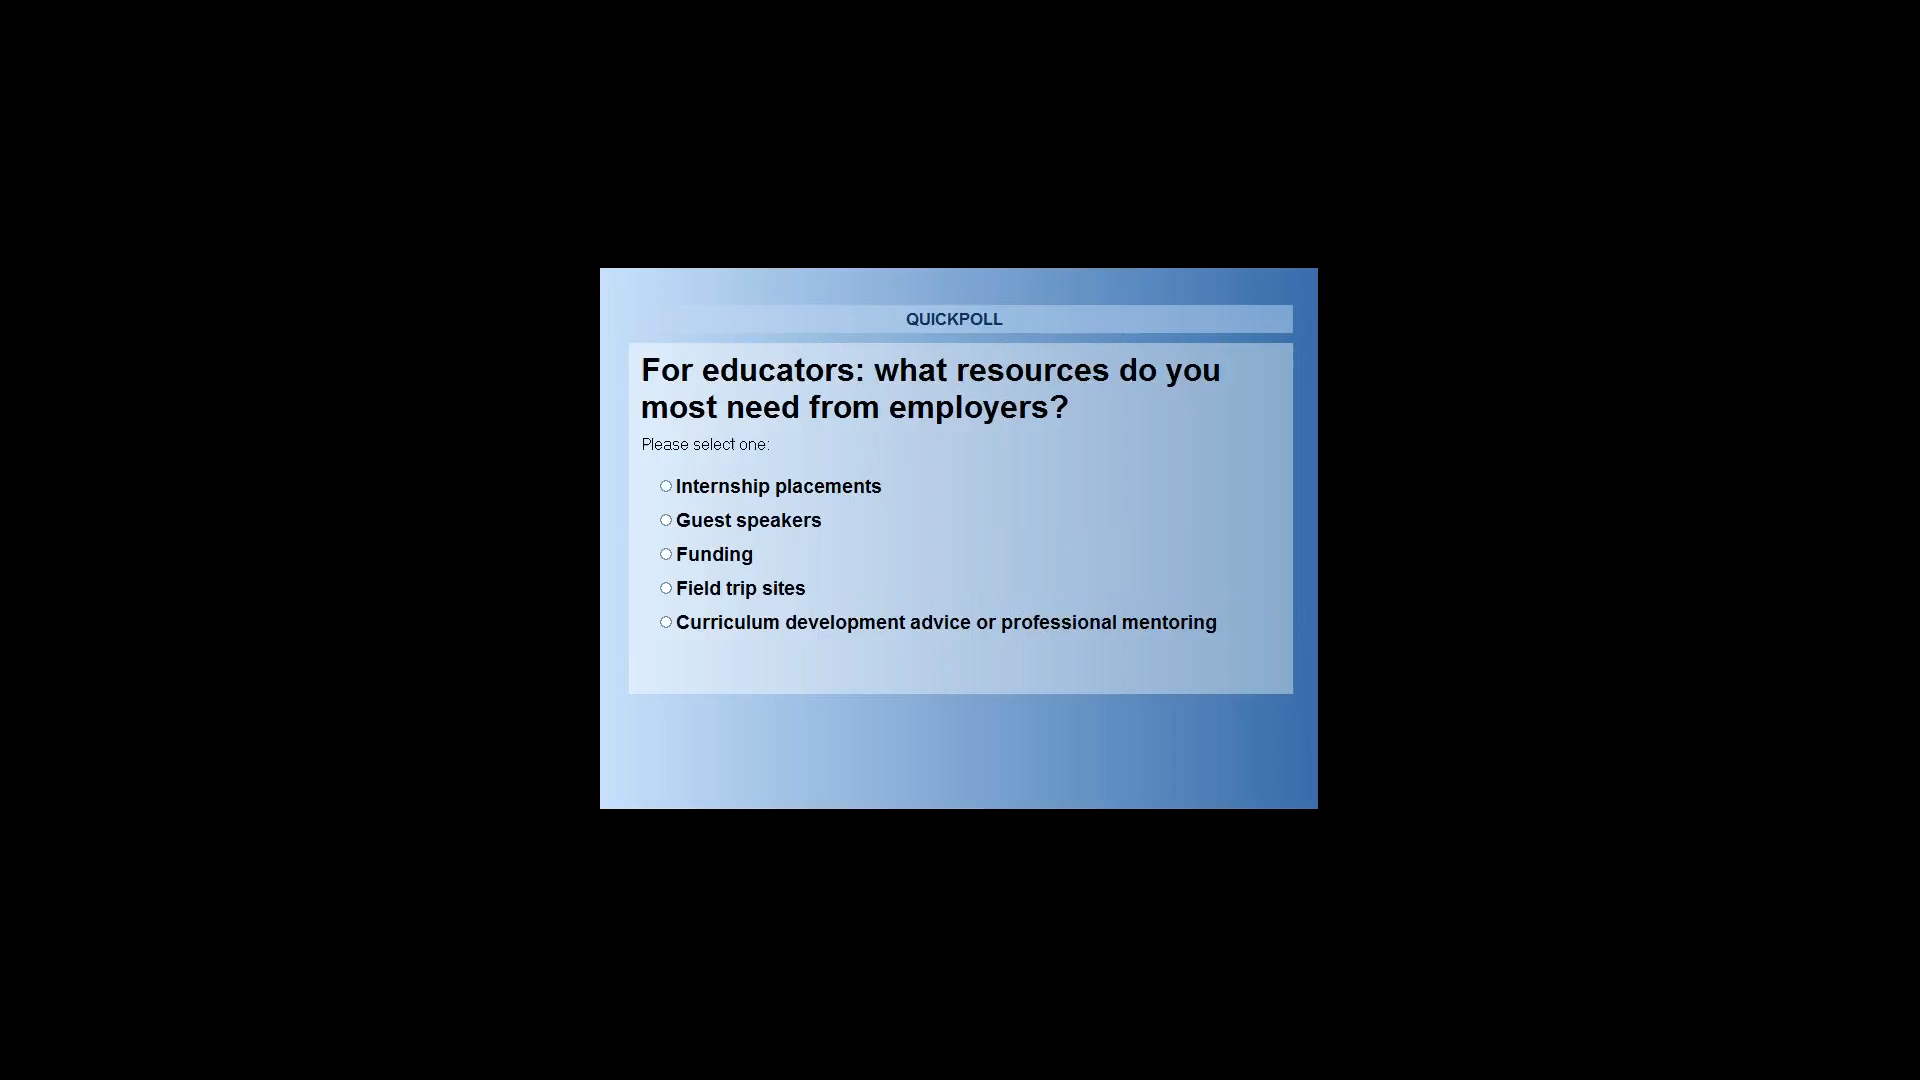 QUICKPOLL
For educators: what resources do you
most need from employers?
Please select one:
Internship placements
Guest speakers
Funding
Field trip sites
Curriculum development advice or professional mentoring